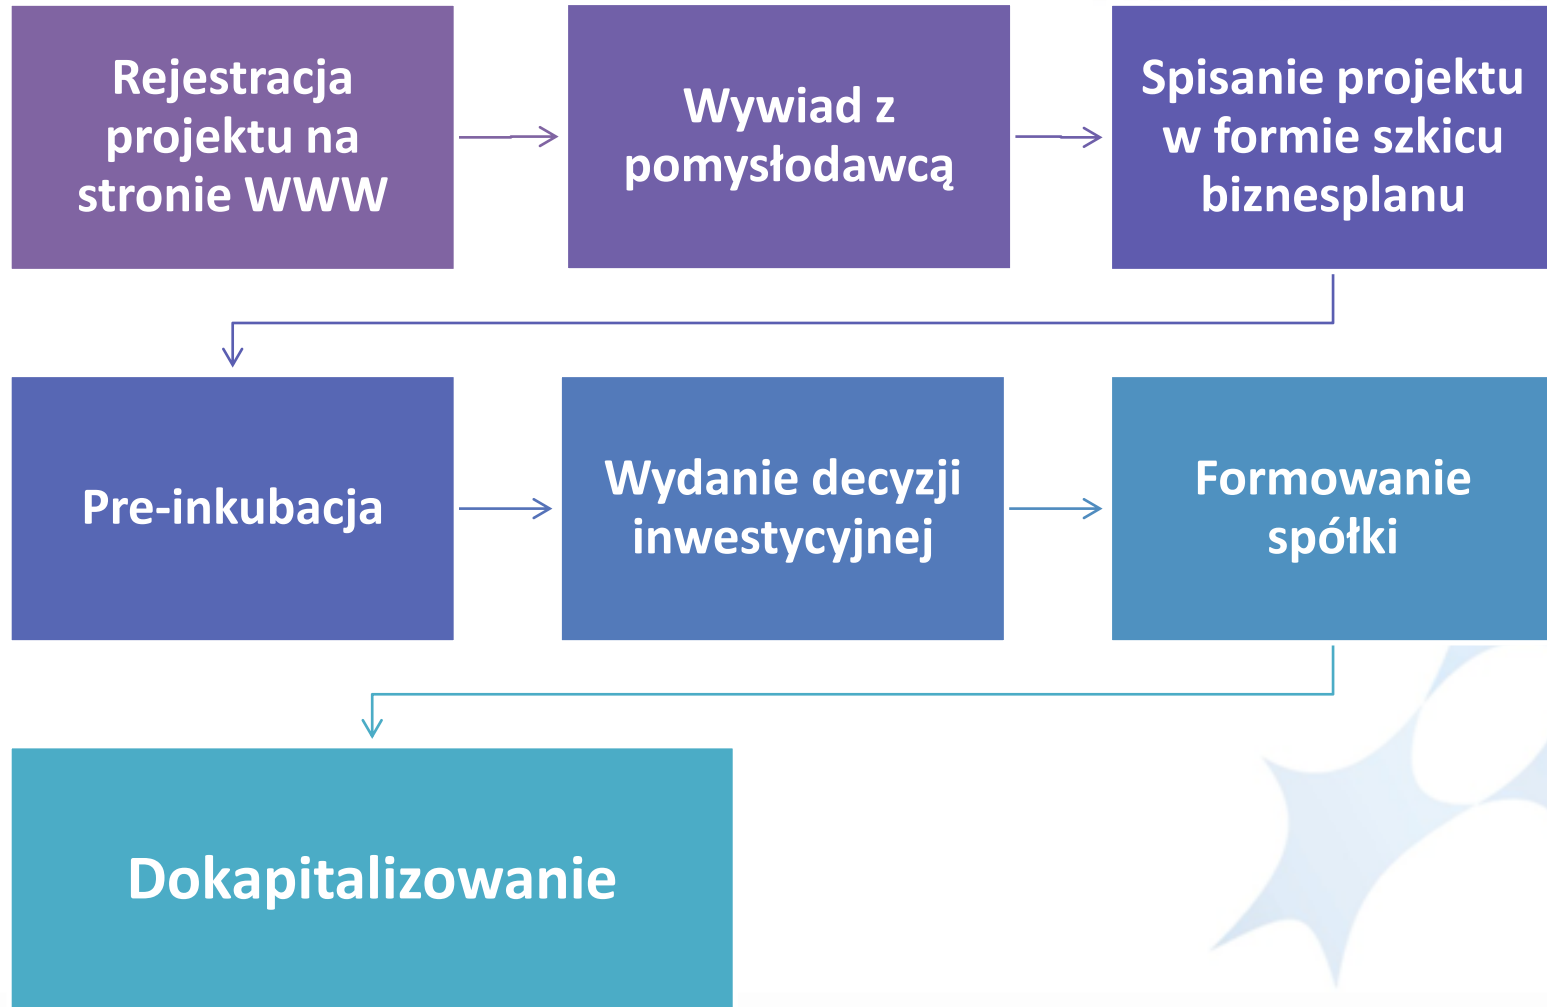 Rejestracja
projektu na
stronie WWW
Wywiad z
pomysłodawcą
Spisanie projektu
w formie szkicu
biznesplanu
Pre-inkubacja
Wydanie decyzji
inwestycyjnej
Formowanie
spółki
Dokapitalizowanie